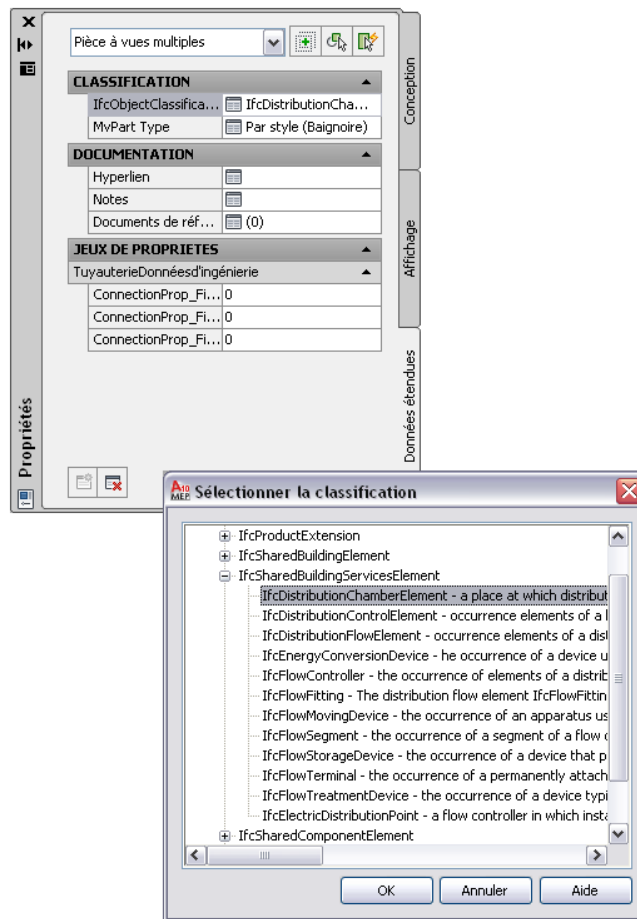 Pièce à vues multiples
CLASSIFICATION
IfcObjectClassifica... IfcDistributionCha...
MvPart Type Par style (Baignoire)
DOCUMENTATION
Hyperlien
Notes
Documents de réf... (0)
JEUX DE PROPRIETES
TuyauterieDonnéesd'ingénierie
ConnectionProp_Fi... 0
ConnectionProp_Fi... 0
ConnectionProp_Fi... 0
Conception
Affichage
Données étendues
Propriétés
A10 MEP Sélectionner la classification
IfcProductExtension
IfcSharedBuildingElement
IfcSharedBuildingServicesElement
IfcDistributionChamberElement - a place at which distribut
IfcDistributionControlElement - occurrence elements of a
IfcDistributionFlowElement - occurrence elements of a dist
IfcEnergyConversionDevice - he occurrence of a device u
IfcFlowController - the occurrence of elements of a distrib
IfcFlowFitting - The distribution flow element IfcFlowFittin
IfcFlowMovingDevice - the occurrence of an apparatus us
IfcFlowSegment - the occurrence of a segment of a flow
IfcFlowStorageDevice - the occurrence of a device that p
IfcFlowTerminal - the occurrence of a permanently attach
IfcFlowTreatmentDevice - the occurrence of a device typi
IfcElectricDistributionPoint - a flow controller in which insta
IfcSharedComponentElement
OK Annuler Aide